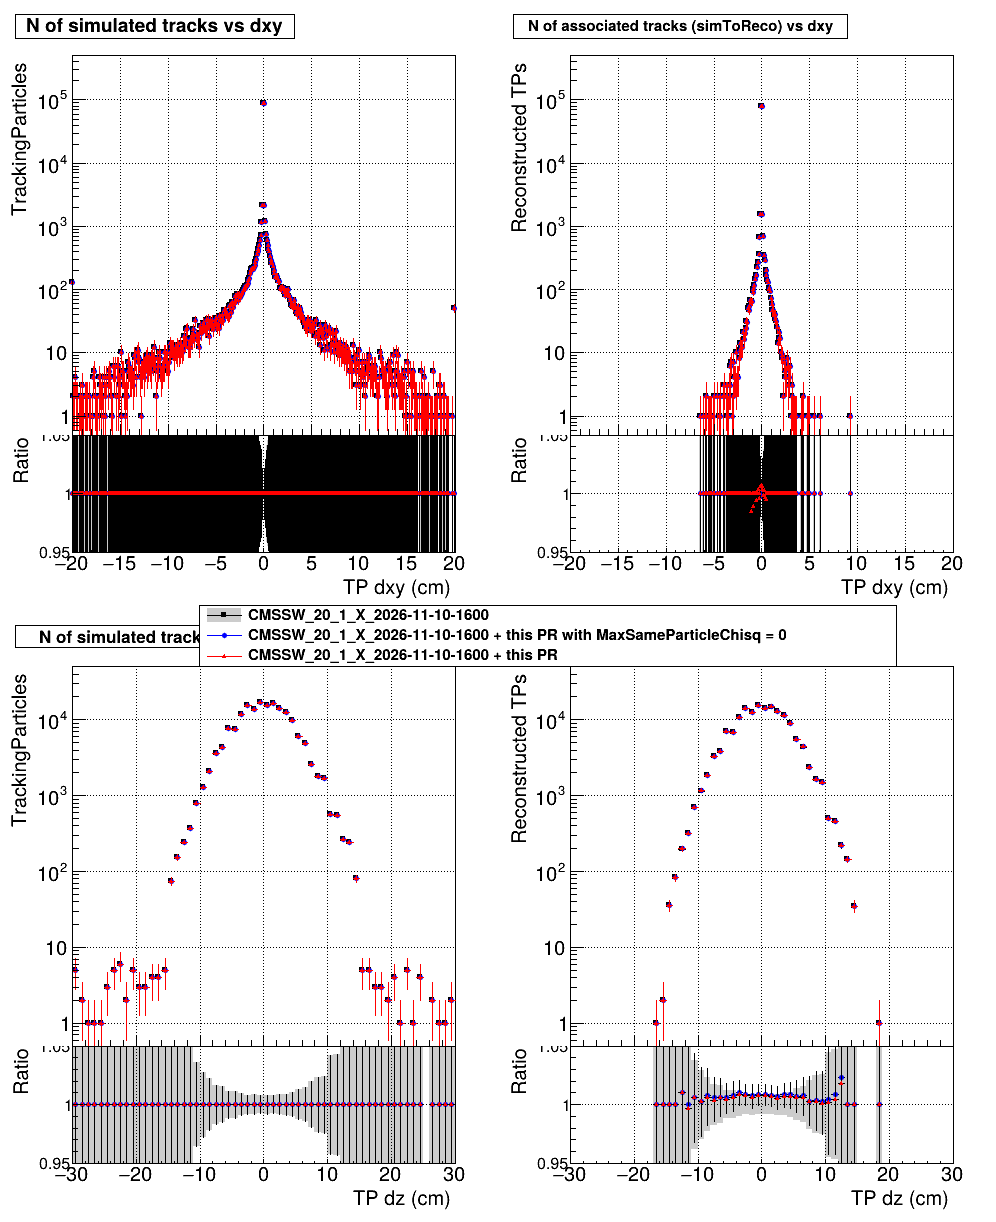 N of simulated tracks vs dxy
N of associated tracks (simToReco) vs dxy
TrackingParticles
10^5
10^4
10^3
10^2
10
1
Ratio
1.05
1
0.95
−20 −15 −10 −5 0 5 10 15 20
TP dxy (cm)
Reconstructed TPs
10^5
10^4
10^3
10^2
10
1
Ratio
1.05
1
0.95
−20 −15 −10 −5 0 5 10 15 20
TP dxy (cm)
CMSSW_20_1_X_2026-11-10-1600
CMSSW_20_1_X_2026-11-10-1600 + this PR with MaxSameParticleChisq = 0
CMSSW_20_1_X_2026-11-10-1600 + this PR
N of simulated track
TrackingParticles
10^4
10^3
10^2
10
1
Ratio
1.05
1
0.95
−30 −20 −10 0 10 20 30
TP dz (cm)
Reconstructed TPs
10^4
10^3
10^2
10
1
Ratio
1.05
1
0.95
−30 −20 −10 0 10 20 30
TP dz (cm)